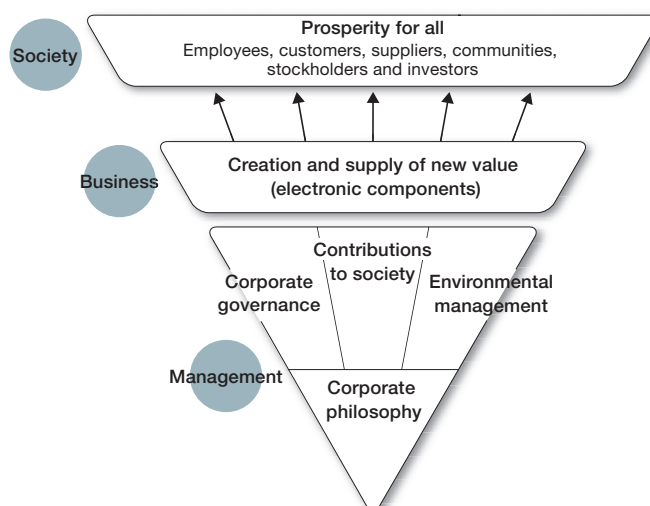 Society
Prosperity for all
Employees, customers, suppliers, communities,
stockholders and investors
Business
Creation and supply of new value
(electronic components)
Contributions
to society
Corporate
governance
Environmental
management
Management
Corporate
philosophy